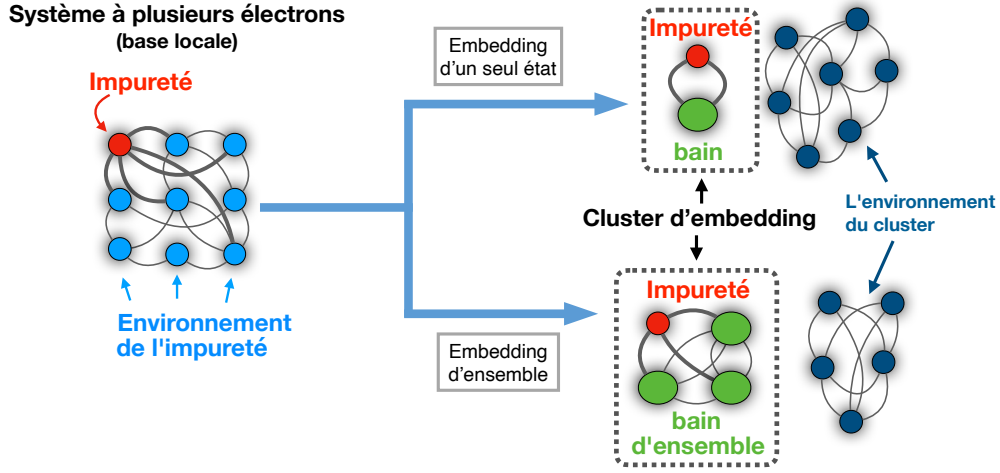 Système à plusieurs électrons
(base locale)
Impureté
Environnement
de l'impureté
Embedding
d'un seul état
Embedding
d'ensemble
Impureté
bain
Cluster d'embedding
Impureté
bain
d'ensemble
L'environnement
du cluster